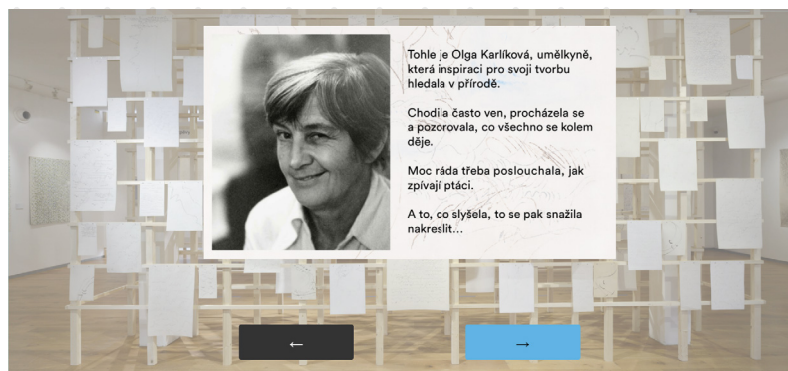 Tohle je Olga Karlíková, umělkyně,
která inspiraci pro svoji tvorbu
hledala v přírodě.
Chodila často ven, procházela se
a pozorovala, co všechno se kolem
děje.
Moc ráda třeba poslouchala, jak
zpívají ptáci.
A to, co slyšela, to se pak snažila
nakreslit...
← →